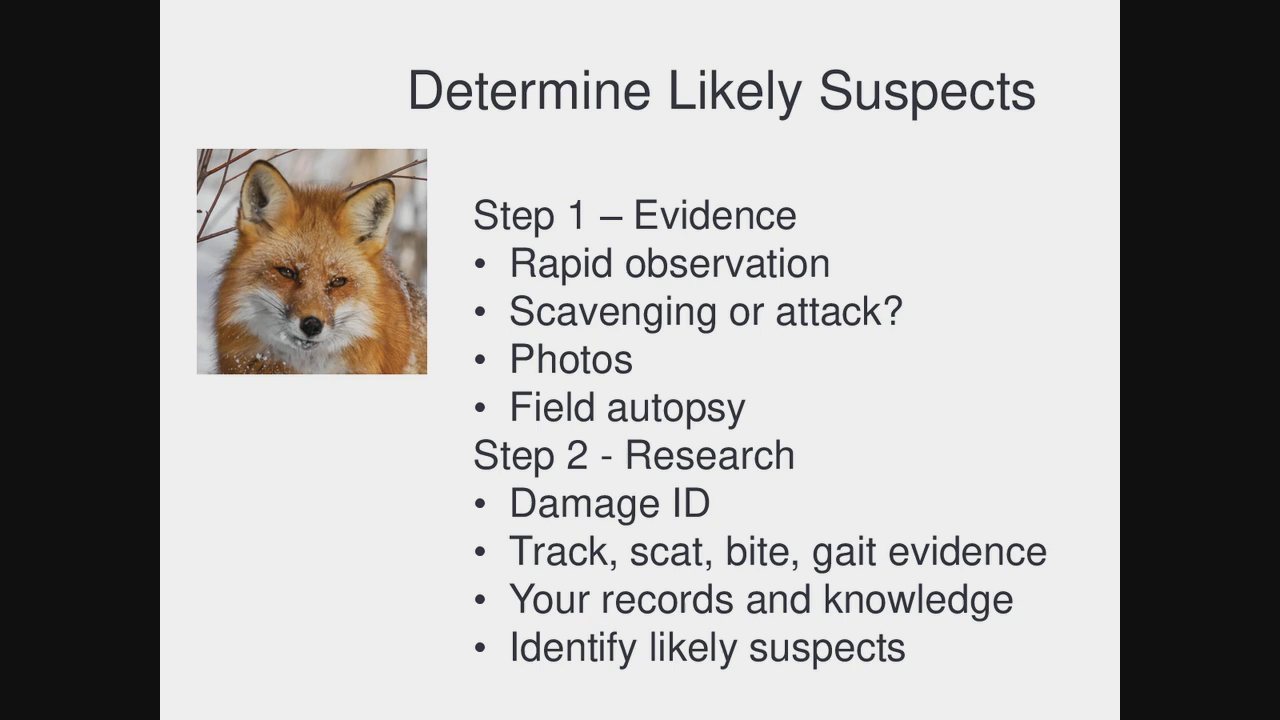 Determine Likely Suspects
Step 1 – Evidence
• Rapid observation
• Scavenging or attack?
• Photos
• Field autopsy
Step 2 - Research
• Damage ID
• Track, scat, bite, gait evidence
• Your records and knowledge
• Identify likely suspects